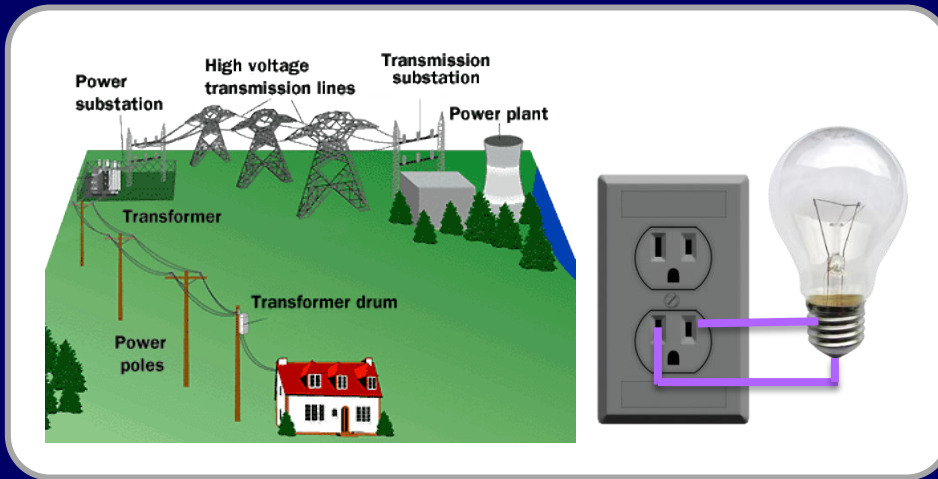 Power
substation
High voltage
transmission lines
Transmission
substation
Power plant
Transformer
Transformer drum
Power
poles